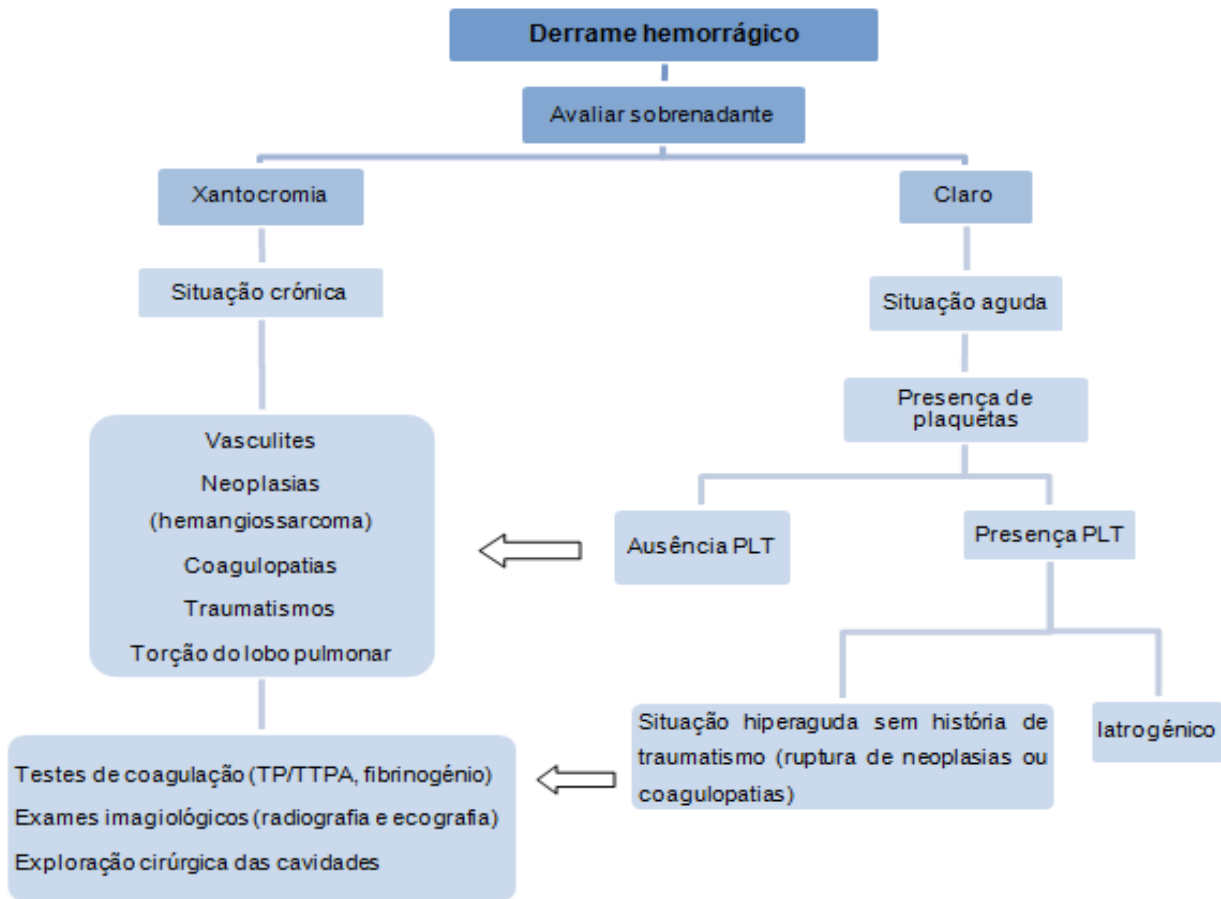 Derrame hemorrágico
Avaliar sobrenadante
Xantocromia
Claro
Situação crónica
Situação aguda
Presença de
plaquetas
Vasculites
Neoplasias
(hemangiossarcoma)
Coagulopatias
Traumatismos
Torção do lobo pulmonar
Ausência PLT
Presença PLT
Situação hiperaguda sem história de
traumatismo (ruptura de neoplasias ou
coagulopatias)
Iatrogénico
Testes de coagulação (TP/TTPA, fibrinogénio)
Exames imagiológicos (radiografia e ecografia)
Exploração cirúrgica das cavidades